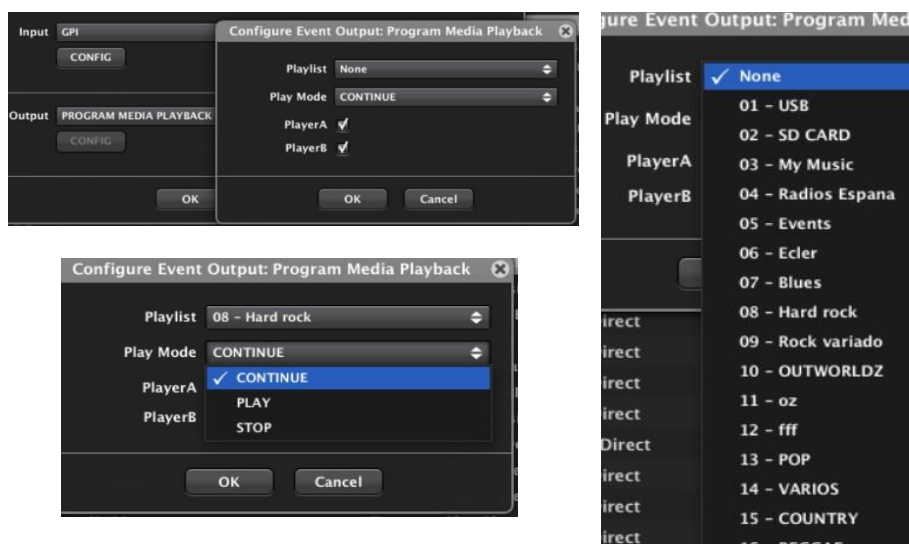 Input GPI
CONFIG
Output PROGRAM MEDIA PLAYBACK
CONFIG
OK
Configure Event Output: Program Media Playback
Playlist None
Play Mode CONTINUE
PlayerA
PlayerB
OK Cancel
Configure Event Output: Program Media Playback
Playlist 08 - Hard rock
Play Mode CONTINUE
CONTINUE
PlayerA
PLAY
PlayerB
STOP
OK Cancel
gure Event Output: Program Med
Playlist None
01 - USB
Play Mode
02 - SD CARD
PlayerA 03 - My Music
PlayerB 04 - Radios Espana
05 - Events
06 - Ecler
07 - Blues
08 - Hard rock
irect
09 - Rock variado
irect
10 - OUTWORLDZ
irect
11 - oz
irect
12 - fff
Direct
13 - POP
irect
14 - VARIOS
irect
15 - COUNTRY
irect